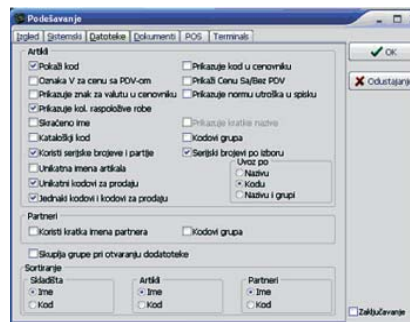 Podešavanje
Izgled Sistemski Datoteke Dokumenti POS Terminals
Artikli
Pokaži kod
Prikazuje kod u cenovniku
Oznaka V za cenu sa PDV-om
Prikaži Cenu Sa/Bez PDV
Prikazuje znak za valutu u cenovniku
Prikazuje normu utroška u spisku
Prikazuje kol. raspoložive robe
Skraćeno ime
Prikazuje kratke nazive
Kataloški kod
Kodovi grupa
Koristi serijske brojeve i partije
Serijski brojevi po izboru
Unikatna imena artikala
Unikatni kodovi za prodaju
Jednaki kodovi i kodovi za prodaju
Uvoz po
Nazivu
Kodu
Nazivu i grupi
Partneri
Koristi kratka imena partnera
Kodovi grupa
Skuplja grupe pri otvaranju dodatoteke
Sortiranje
Skladišta
Ime
Kod
Artikli
Ime
Kod
Partneri
Ime
Kod
OK
Odustajanje
Zaključavanje